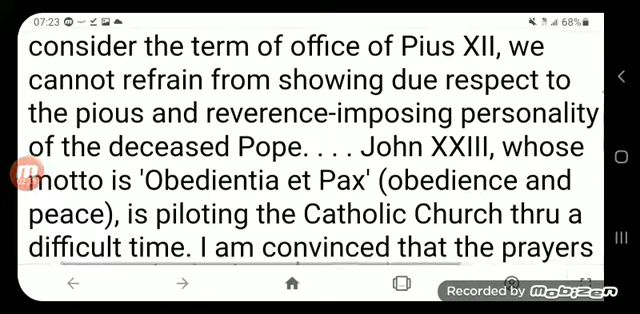 07:23
68%
consider the term of office of Pius XII, we
cannot refrain from showing due respect to
the pious and reverence-imposing personality
of the deceased Pope. . . . John XXIII, whose
motto is 'Obedientia et Pax' (obedience and
peace), is piloting the Catholic Church thru a
difficult time. I am convinced that the prayers
Recorded by Mobizen